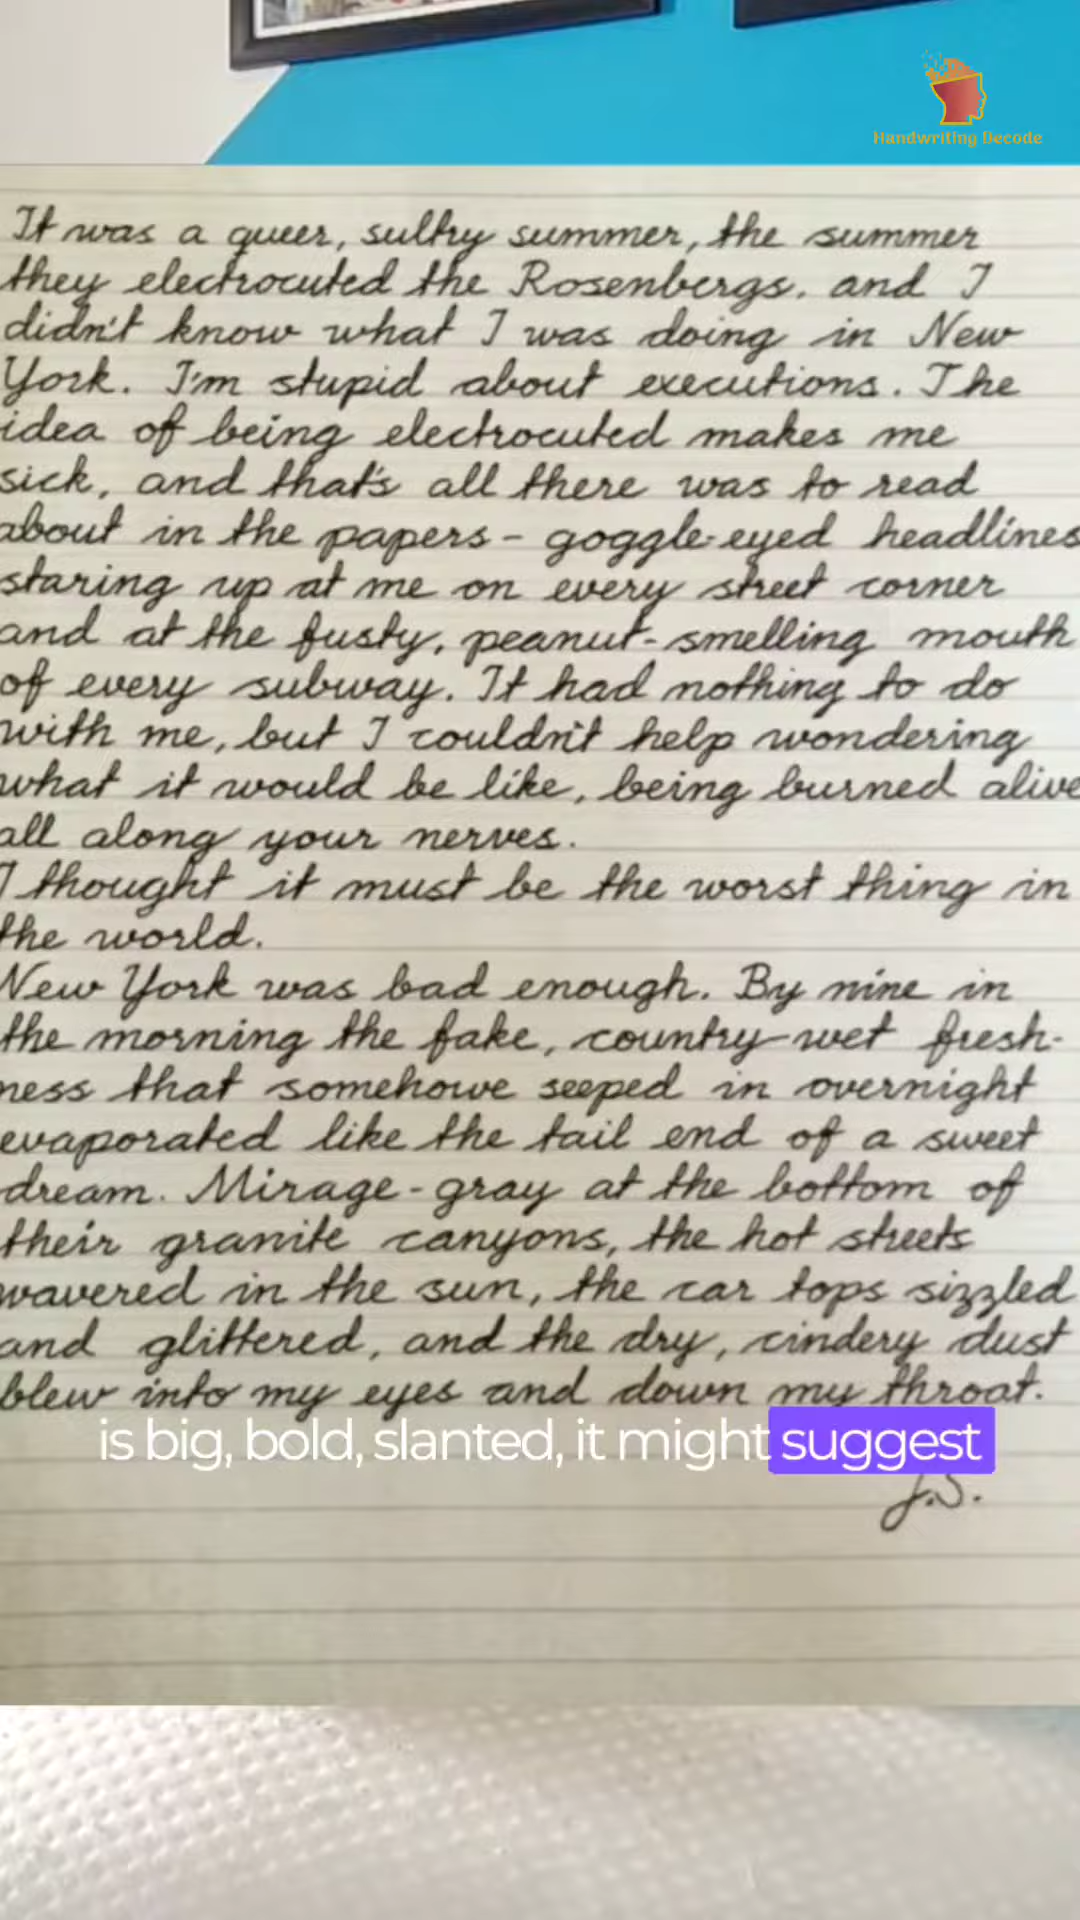 Handwriting Decode
It was a queer, sultry summer, the summer
they electrocuted the Rosenbergs. and I
didn't know what I was doing in New
York. I'm stupid about executions. The
idea of being electrocuted makes me
sick, and that's all there was to read
about in the papers - goggle-eyed headlines
staring up at me on every street corner
and at the fusty, peanut-smelling mouth
of every subway. It had nothing to do
with me, but I couldn't help wondering
what it would be like, being burned alive
all along your nerves.
I thought it must be the worst thing in
the world.
New York was bad enough. By nine in
the morning the fake, country-wet fresh-
ness that somehowe seeped in overnight
evaporated like the tail end of a sweet
dream. Mirage-gray at the bottom of
their granite canyons, the hot streets
wavered in the sun, the car tops sizzled
and glittered, and the dry, cindery dust
blew into my eyes and down my throat.
is big, bold, slanted, it might suggest
J.S.